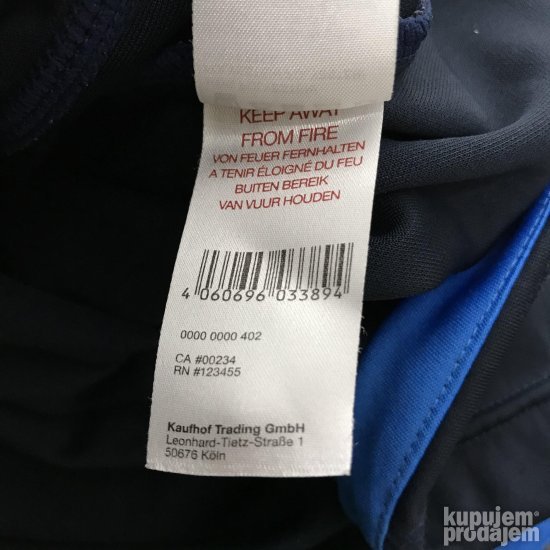 KEEP AWAY
FROM FIRE
VON FEUER FERNHALTEN
A TENIR ÉLOIGNÉ DU FEU
BUITEN BEREIK
VAN VUUR HOUDEN
4 060696 033894
0000 0000 402
CA #00234
RN #123455
Kaufhof Trading GmbH
Leonhard-Tietz-Straße 1
50676 Köln
kupujem
prodajem